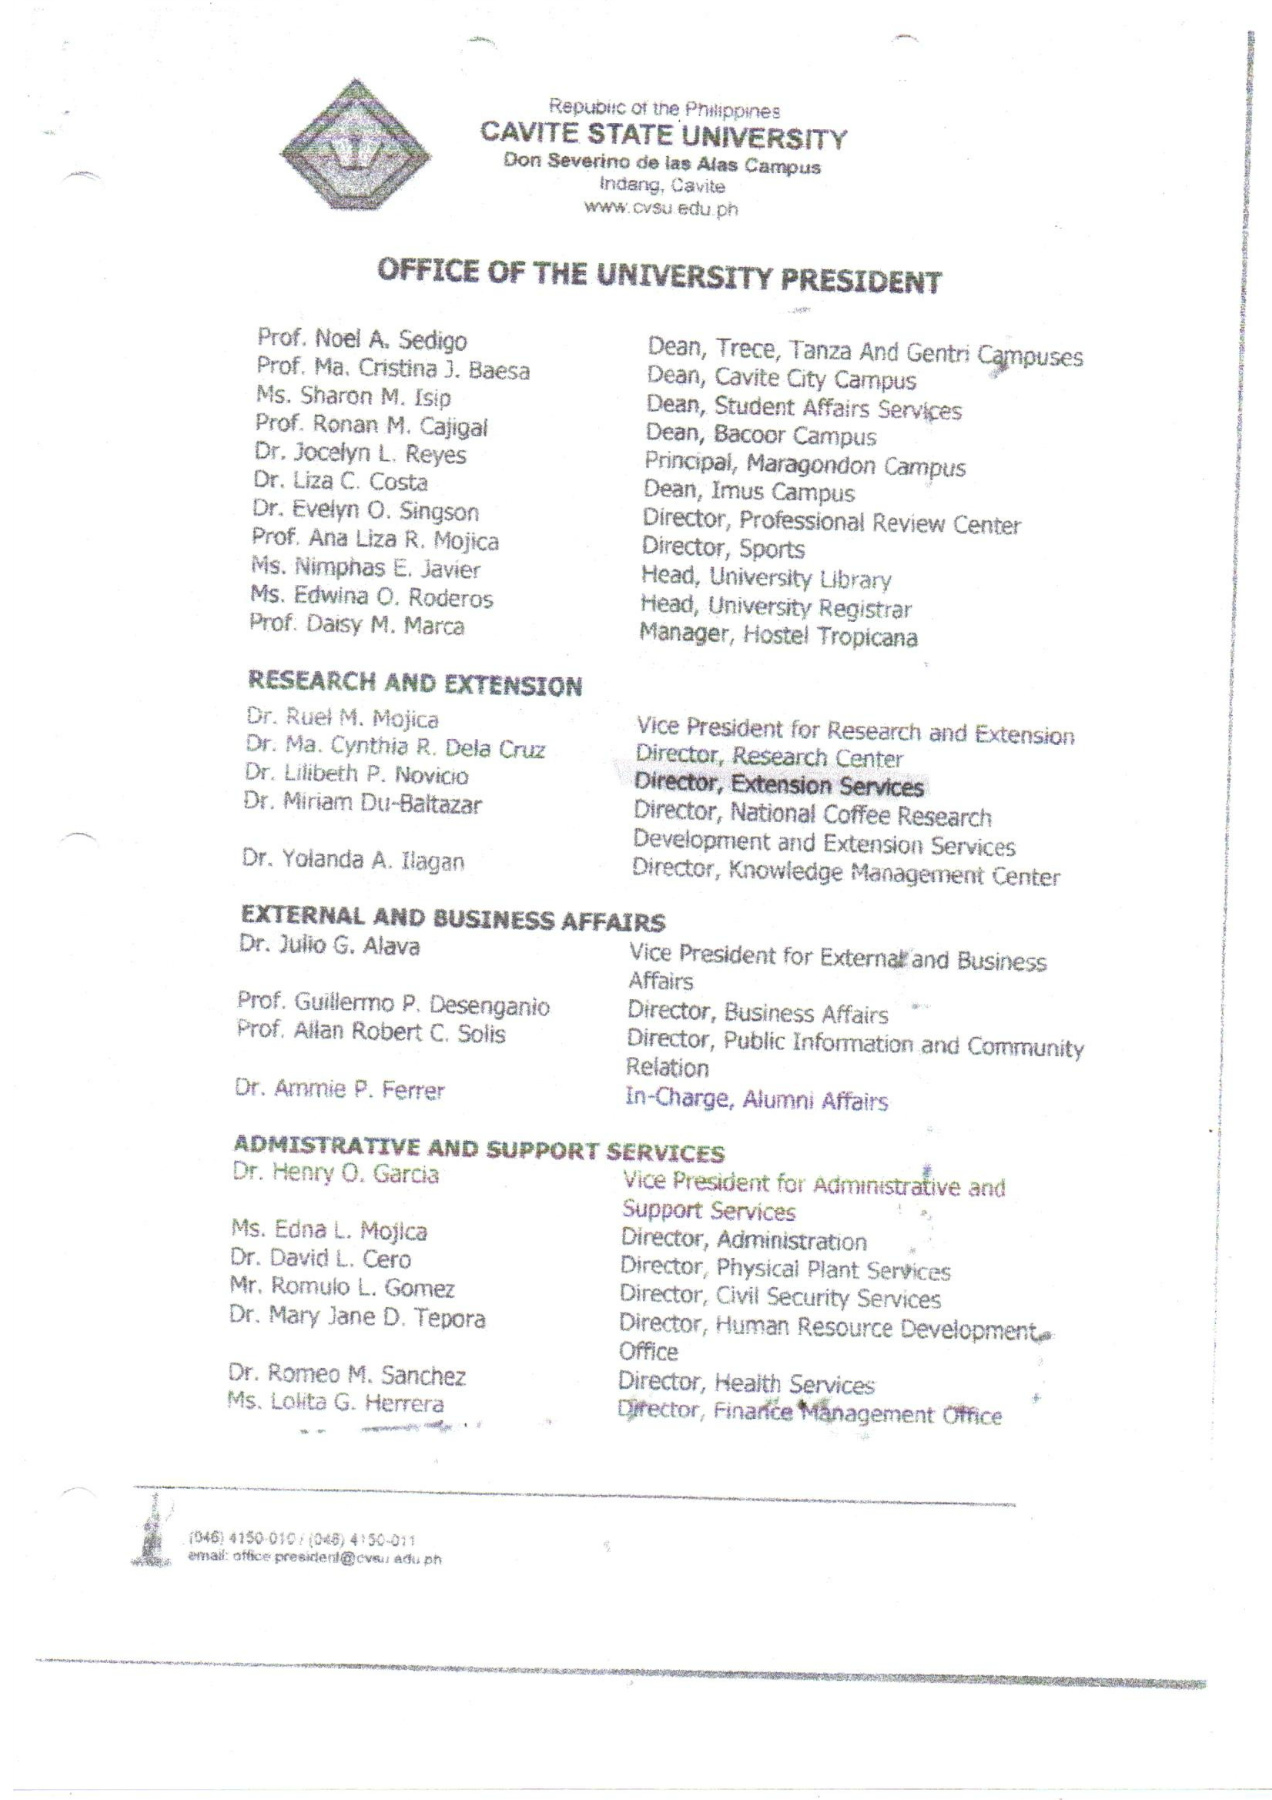 Republic of the Philippines
CAVITE STATE UNIVERSITY
Don Severino de las Alas Campus
Indang, Cavite
www.cvsu.edu.ph
OFFICE OF THE UNIVERSITY PRESIDENT
Prof. Noel A. Sedigo Dean, Trece, Tanza And Gentri Campuses
Prof. Ma. Cristina J. Baesa Dean, Cavite City Campus
Ms. Sharon M. Isip Dean, Student Affairs Services
Prof. Ronan M. Cajigal Dean, Bacoor Campus
Dr. Jocelyn L. Reyes Principal, Maragondon Campus
Dr. Liza C. Costa Dean, Imus Campus
Dr. Evelyn O. Singson Director, Professional Review Center
Prof. Ana Liza R. Mojica Director, Sports
Ms. Nimphas E. Javier Head, University Library
Ms. Edwina O. Roderos Head, University Registrar
Prof. Daisy M. Marca Manager, Hostel Tropicana
RESEARCH AND EXTENSION
Dr. Ruel M. Mojica Vice President for Research and Extension
Dr. Ma. Cynthia R. Dela Cruz Director, Research Center
Dr. Lilibeth P. Novicio Director, Extension Services
Dr. Miriam Du-Baltazar Director, National Coffee Research
Development and Extension Services
Dr. Yolanda A. Ilagan Director, Knowledge Management Center
EXTERNAL AND BUSINESS AFFAIRS
Dr. Julio G. Alava Vice President for External and Business
Affairs
Prof. Guillermo P. Desenganio Director, Business Affairs
Prof. Allan Robert C. Solis Director, Public Information and Community
Relation
Dr. Ammie P. Ferrer In-Charge, Alumni Affairs
ADMISTRATIVE AND SUPPORT SERVICES
Dr. Henry O. Garcia Vice President for Administrative and
Support Services
Ms. Edna L. Mojica Director, Administration
Dr. David L. Cero Director, Physical Plant Services
Mr. Romulo L. Gomez Director, Civil Security Services
Dr. Mary Jane D. Tepora Director, Human Resource Development
Office
Dr. Romeo M. Sanchez Director, Health Services
Ms. Lolita G. Herrera Director, Finance Management Office
(046) 4150-010 / (046) 4150-011
email: office president@cvsu.edu.ph